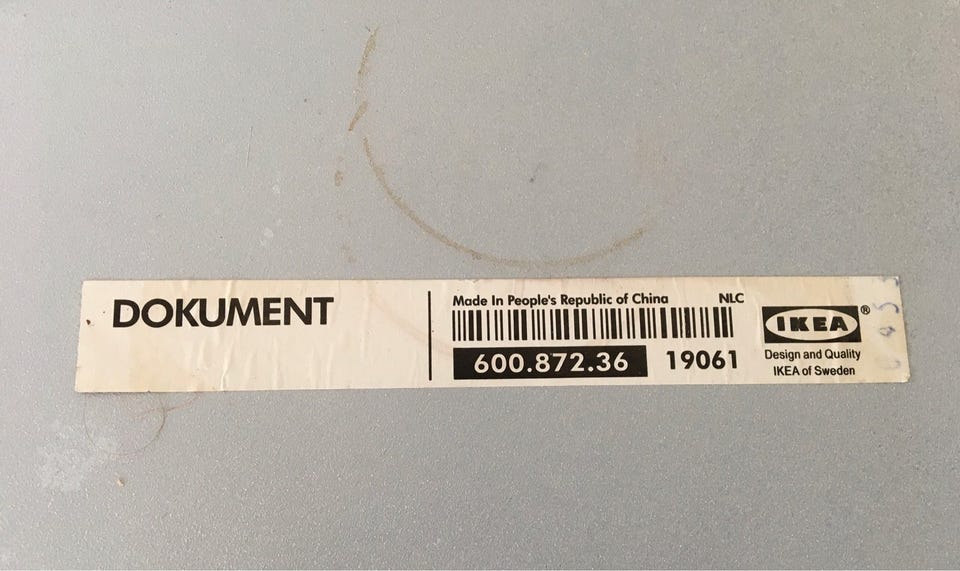 DOKUMENT
Made In People's Republic of China NLC
600.872.36 19061
IKEA®
Design and Quality
IKEA of Sweden